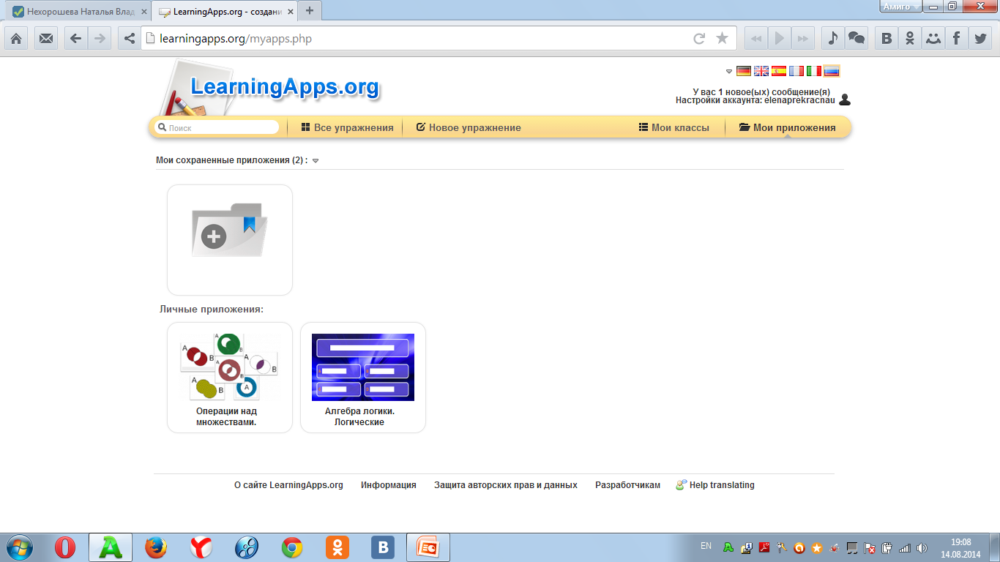 Нехорошева Наталья Влад
LearningApps.org - создани
Амиго
learningapps.org/myapps.php
LearningApps.org
У вас 1 новое(ых) сообщение(я)
Настройки аккаунта: elenaprekracnau
Поиск
Все упражнения
Новое упражнение
Мои классы
Мои приложения
Мои сохраненные приложения (2) :
Личные приложения:
A
B
A
B
A
B
A
B
A
Операции над
множествами.
Алгебра логики.
Логические
О сайте LearningApps.org
Информация
Защита авторских прав и данных
Разработчикам
Help translating
EN
19:08
14.08.2014